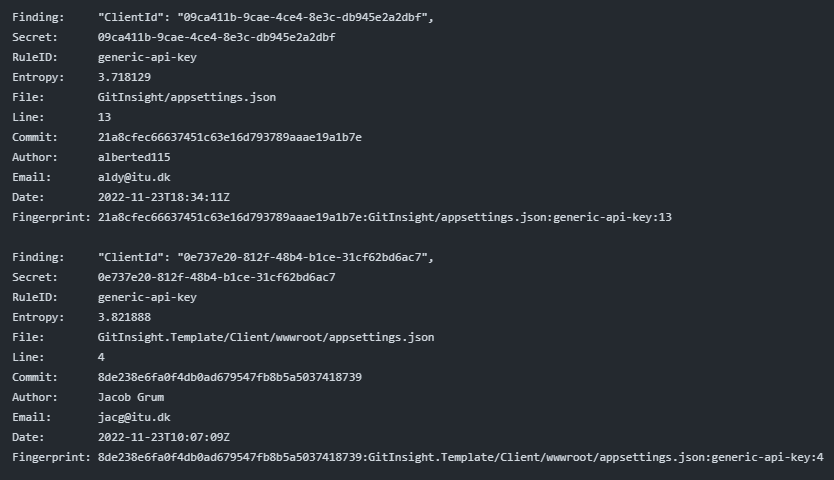 Finding: "ClientId": "09ca411b-9cae-4ce4-8e3c-db945e2a2dbf",
Secret: 09ca411b-9cae-4ce4-8e3c-db945e2a2dbf
RuleID: generic-api-key
Entropy: 3.718129
File: GitInsight/appsettings.json
Line: 13
Commit: 21a8cfec66637451c63e16d793789aaae19a1b7e
Author: alberted115
Email: aldy@itu.dk
Date: 2022-11-23T18:34:11Z
Fingerprint: 21a8cfec66637451c63e16d793789aaae19a1b7e:GitInsight/appsettings.json:generic-api-key:13

Finding: "ClientId": "0e737e20-812f-48b4-b1ce-31cf62bd6ac7",
Secret: 0e737e20-812f-48b4-b1ce-31cf62bd6ac7
RuleID: generic-api-key
Entropy: 3.821888
File: GitInsight.Template/Client/wwwroot/appsettings.json
Line: 4
Commit: 8de238e6fa0f4db0ad679547fb8b5a5037418739
Author: Jacob Grum
Email: jacg@itu.dk
Date: 2022-11-23T10:07:09Z
Fingerprint: 8de238e6fa0f4db0ad679547fb8b5a5037418739:GitInsight.Template/Client/wwwroot/appsettings.json:generic-api-key:4